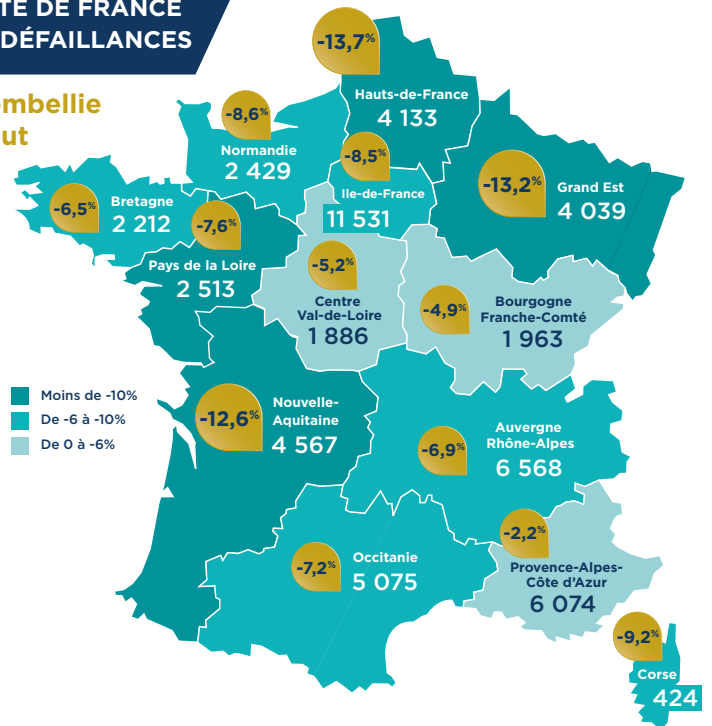 TE DE FRANCE
DÉFAILLANCES
embellie
ut
-13,7%
Hauts-de-France
4 133
-8,6%
Normandie
2 429
-8,5%
Ile-de-France
11 531
-13,2%
Grand Est
4 039
-6,5%
Bretagne
2 212
-7,6%
Pays de la Loire
2 513
-5,2%
Centre
Val-de-Loire
1 886
-4,9%
Bourgogne
Franche-Comté
1 963
Moins de -10%
De -6 à -10%
De 0 à -6%
-12,6%
Nouvelle-
Aquitaine
4 567
-6,9%
Auvergne
Rhône-Alpes
6 568
-7,2%
Occitanie
5 075
-2,2%
Provence-Alpes-
Côte d'Azur
6 074
-9,2%
Corse
424